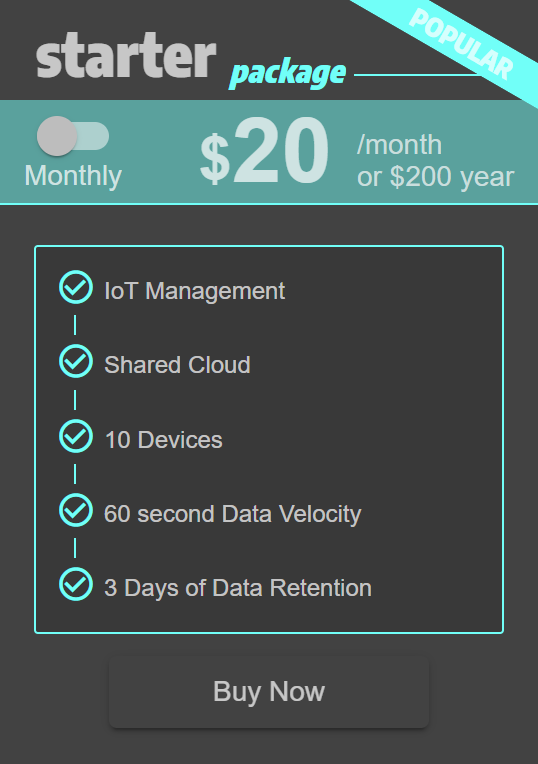 starter package
POPULAR
Monthly
$20
/month
or $200 year
IoT Management
Shared Cloud
10 Devices
60 second Data Velocity
3 Days of Data Retention
Buy Now